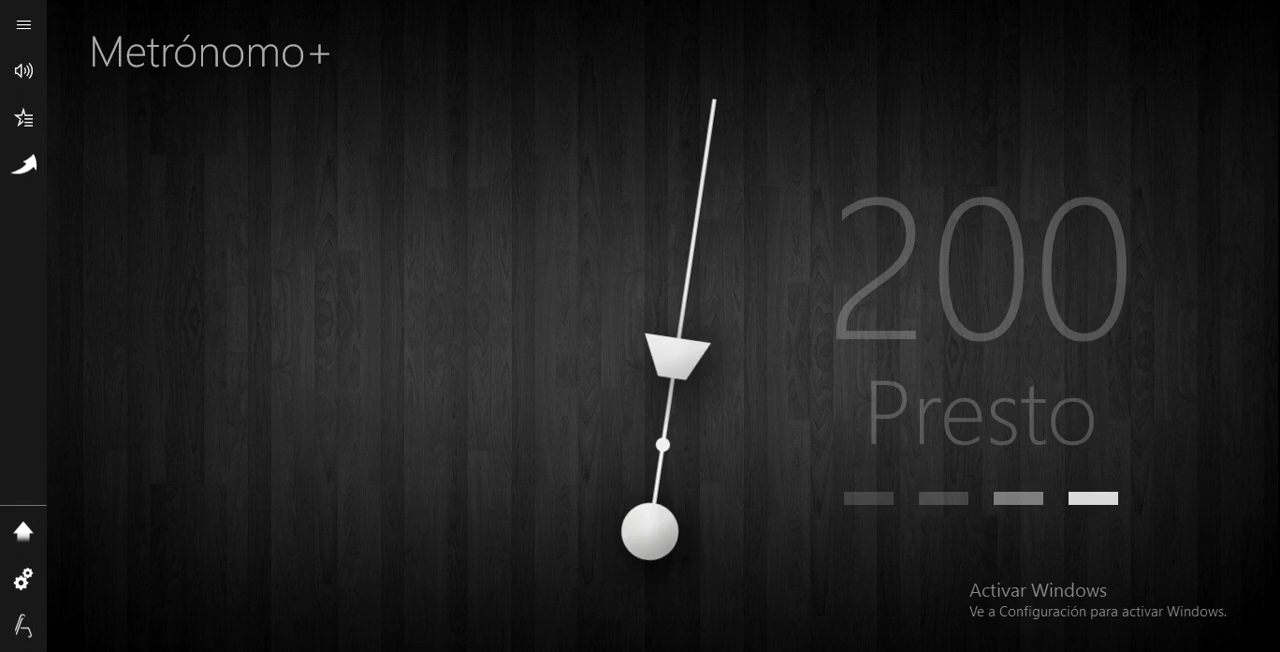 Metrónomo+
200
Presto
Activar Windows
Ve a Configuración para activar Windows.